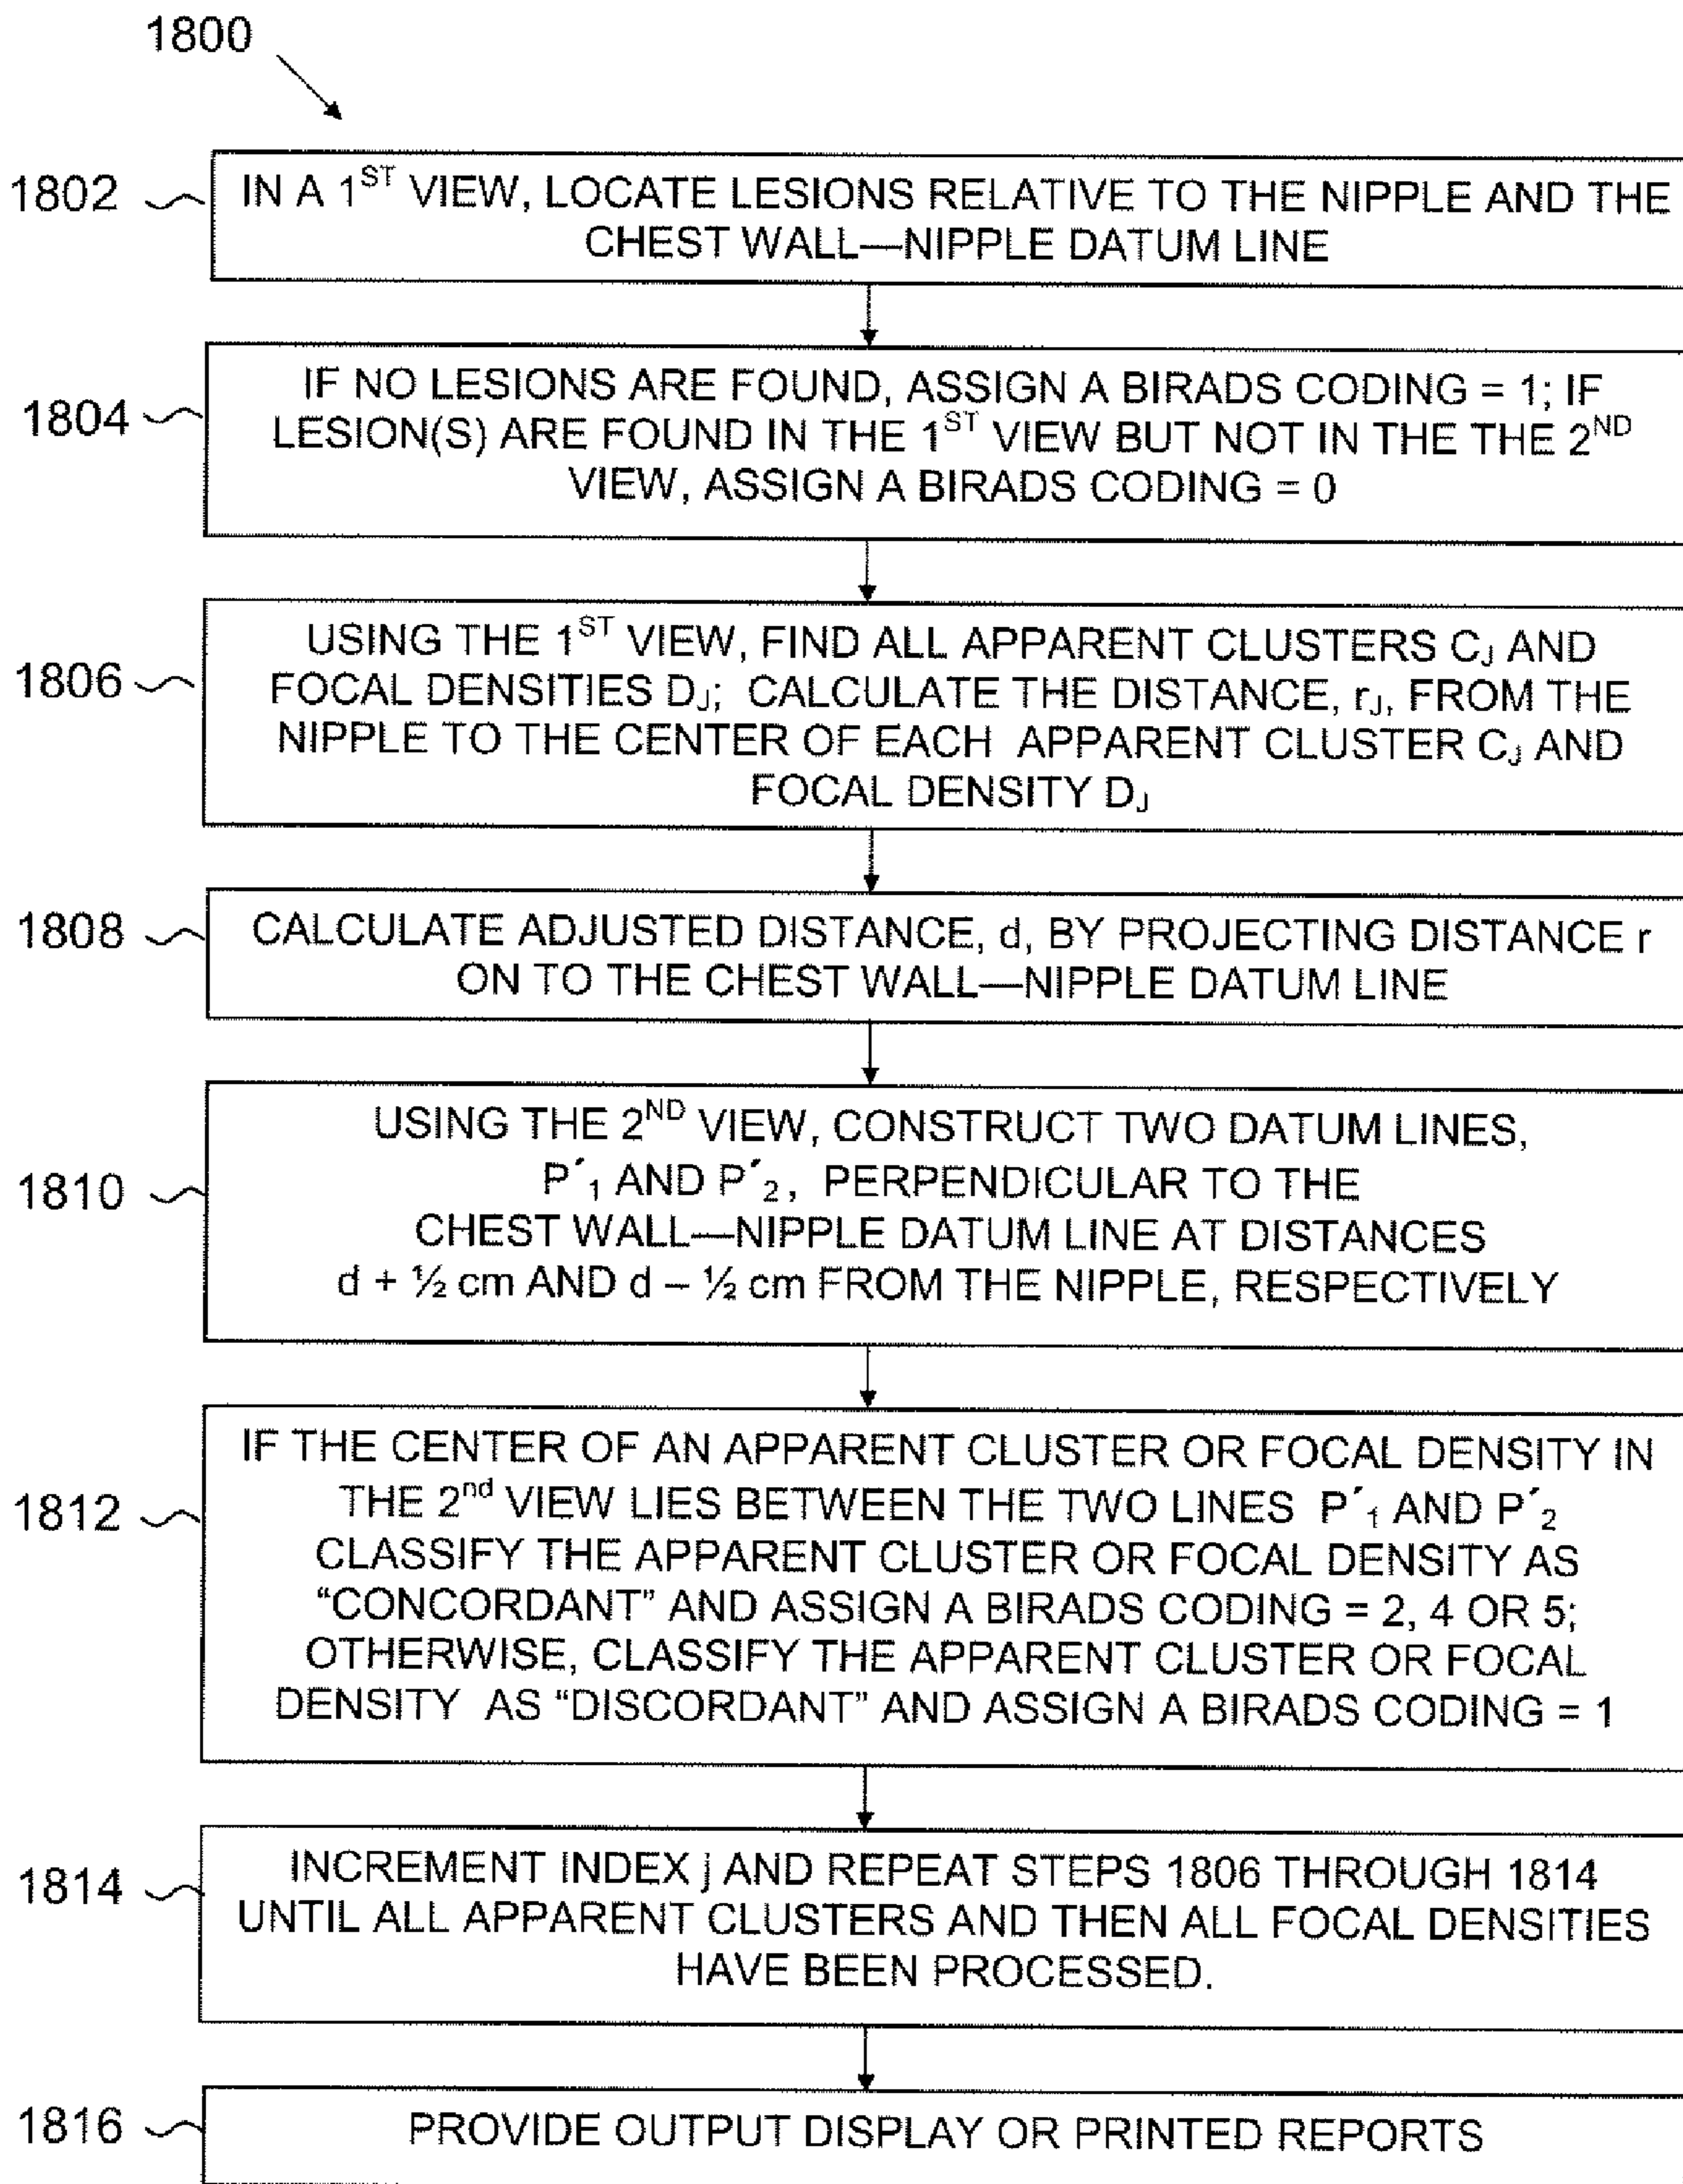 1800
1802
IN A 1ST VIEW, LOCATE LESIONS RELATIVE TO THE NIPPLE AND THE
CHEST WALL—NIPPLE DATUM LINE
1804
IF NO LESIONS ARE FOUND, ASSIGN A BIRADS CODING = 1; IF
LESION(S) ARE FOUND IN THE 1ST VIEW BUT NOT IN THE THE 2ND
VIEW, ASSIGN A BIRADS CODING = 0
1806
USING THE 1ST VIEW, FIND ALL APPARENT CLUSTERS CJ AND
FOCAL DENSITIES DJ; CALCULATE THE DISTANCE, rJ, FROM THE
NIPPLE TO THE CENTER OF EACH APPARENT CLUSTER CJ AND
FOCAL DENSITY DJ
1808
CALCULATE ADJUSTED DISTANCE, d, BY PROJECTING DISTANCE r
ON TO THE CHEST WALL—NIPPLE DATUM LINE
1810
USING THE 2ND VIEW, CONSTRUCT TWO DATUM LINES,
P´1 AND P´2, PERPENDICULAR TO THE
CHEST WALL—NIPPLE DATUM LINE AT DISTANCES
d + ½ cm AND d – ½ cm FROM THE NIPPLE, RESPECTIVELY
1812
IF THE CENTER OF AN APPARENT CLUSTER OR FOCAL DENSITY IN
THE 2nd VIEW LIES BETWEEN THE TWO LINES P´1 AND P´2
CLASSIFY THE APPARENT CLUSTER OR FOCAL DENSITY AS
“CONCORDANT” AND ASSIGN A BIRADS CODING = 2, 4 OR 5;
OTHERWISE, CLASSIFY THE APPARENT CLUSTER OR FOCAL
DENSITY AS “DISCORDANT” AND ASSIGN A BIRADS CODING = 1
1814
INCREMENT INDEX j AND REPEAT STEPS 1806 THROUGH 1814
UNTIL ALL APPARENT CLUSTERS AND THEN ALL FOCAL DENSITIES
HAVE BEEN PROCESSED.
1816
PROVIDE OUTPUT DISPLAY OR PRINTED REPORTS